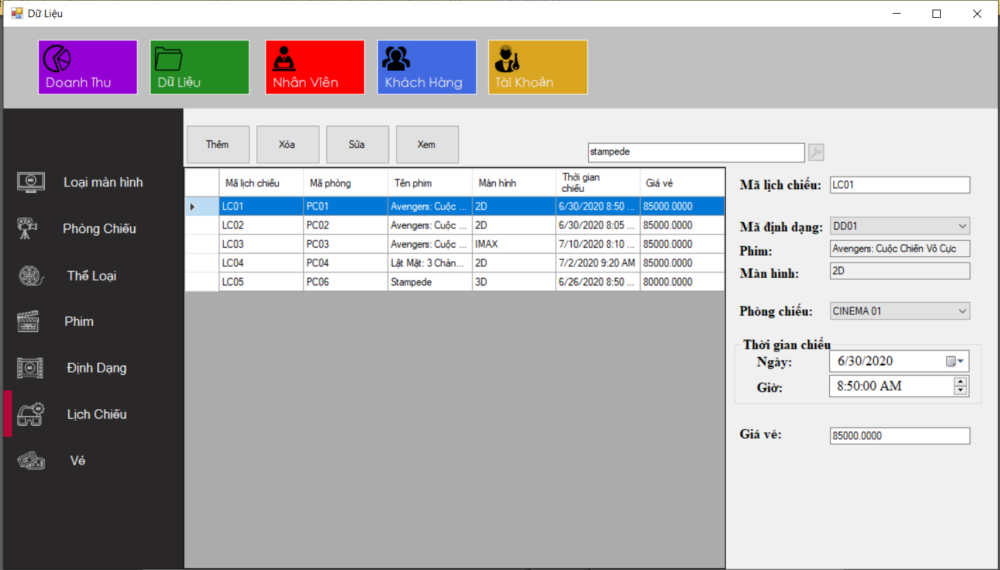 Dữ Liệu
Doanh Thu
Dữ Liệu
Nhân Viên
Khách Hàng
Tài Khoản
Loại màn hình
Phòng Chiếu
Thể Loại
Phim
Định Dạng
Lịch Chiếu
Vé
Thêm
Xóa
Sửa
Xem
stampede
Mã lịch chiếu Mã phòng Tên phim Màn hình Thời gian chiếu Giá vé
LC01 PC01 Avengers: Cuộc ... 2D 6/30/2020 8:50 ... 85000.0000
LC02 PC02 Avengers: Cuộc ... 2D 6/30/2020 8:05 ... 85000.0000
LC03 PC03 Avengers: Cuộc ... IMAX 7/10/2020 8:10 ... 85000.0000
LC04 PC04 Lật Mặt: 3 Chàn... 2D 7/2/2020 9:20 AM 85000.0000
LC05 PC06 Stampede 3D 6/26/2020 8:50 ... 80000.0000
Mã lịch chiếu: LC01
Mã định dạng: DD01
Phim: Avengers: Cuộc Chiến Vô Cực
Màn hình: 2D
Phòng chiếu: CINEMA 01
Thời gian chiếu
Ngày: 6/30/2020
Giờ: 8:50:00 AM
Giá vé: 85000.0000